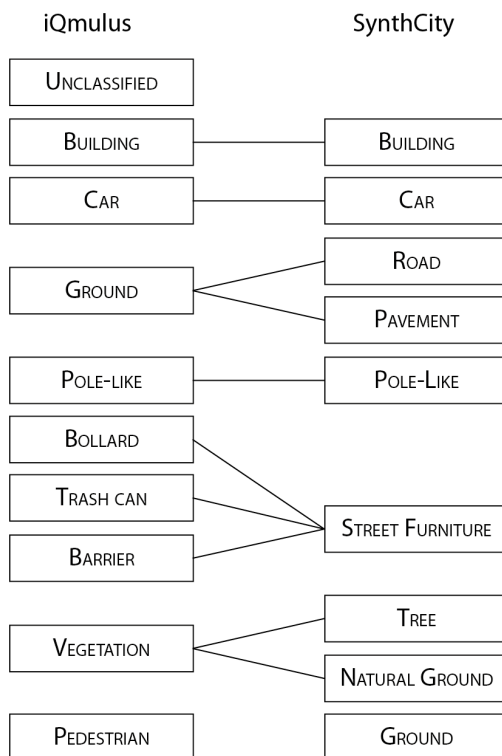 iQmulus SynthCity
Unclassified
Building Building
Car Car
Road
Ground
Pavement
Pole-like Pole-Like
Bollard
Trash can
Street Furniture
Barrier
Tree
Vegetation
Natural Ground
Pedestrian Ground